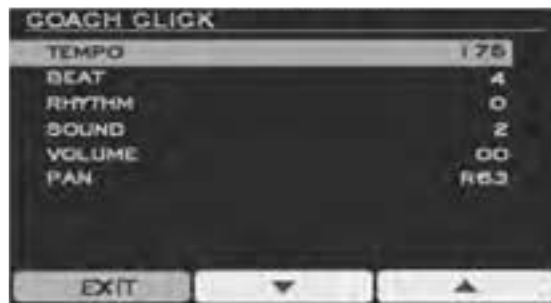 COACH CLICK
TEMPO 175
BEAT 4
RHYTHM 0
SOUND 2
VOLUME 00
PAN R63
EXIT ▼ ▲